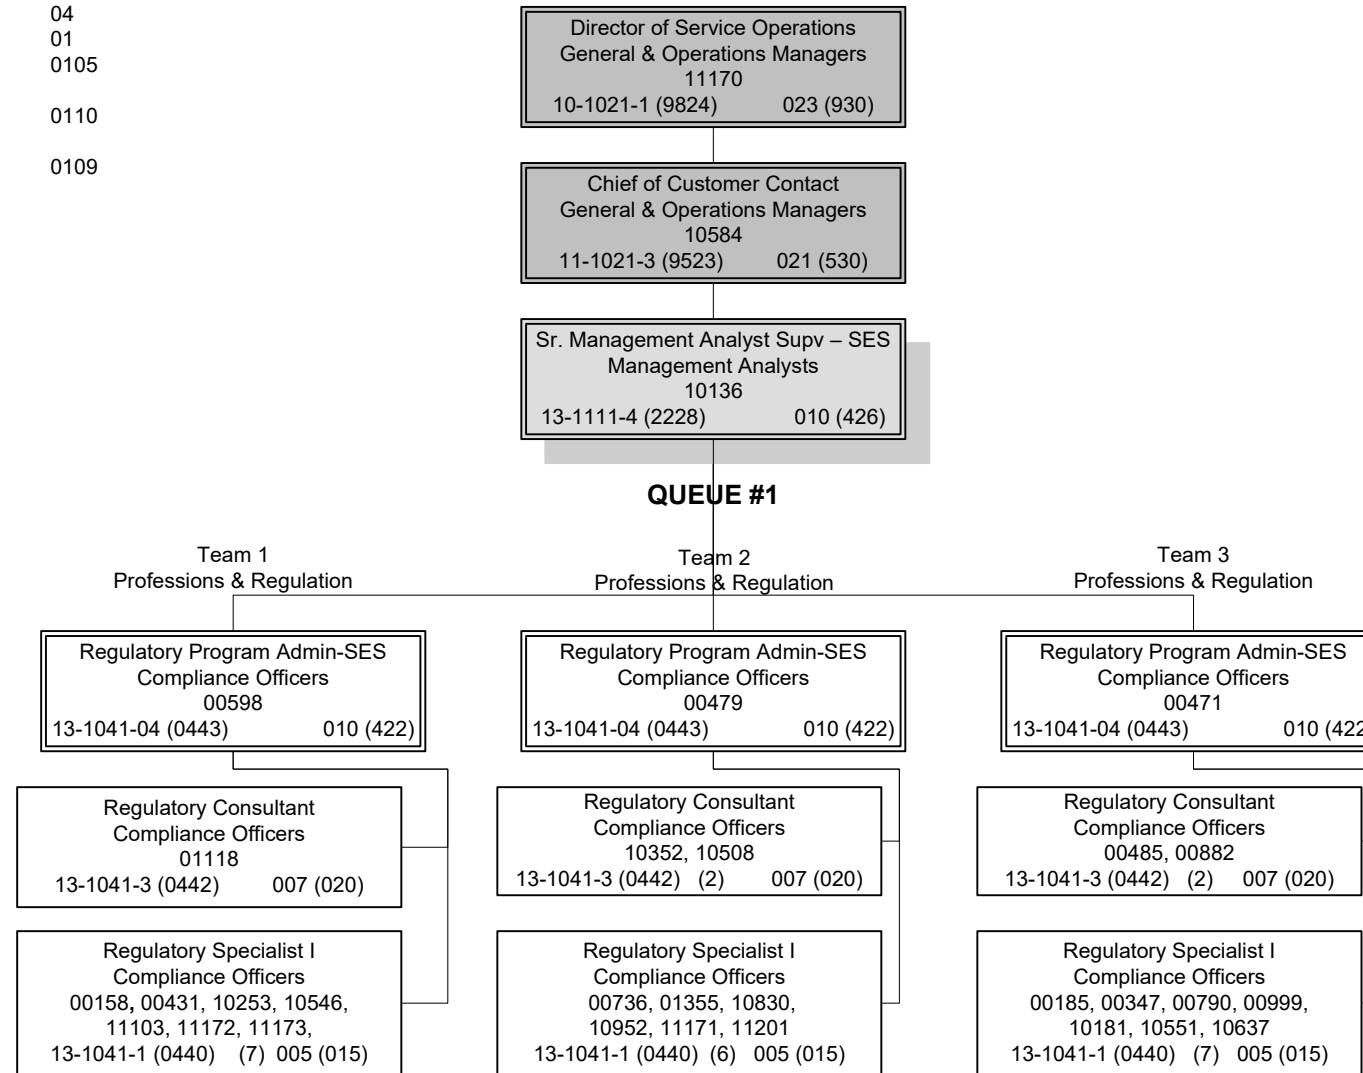 04
01
0105
0110
0109
Director of Service Operations
General & Operations Managers
11170
10-1021-1 (9824) 023 (930)
Chief of Customer Contact
General & Operations Managers
10584
11-1021-3 (9523) 021 (530)
Sr. Management Analyst Supv – SES
Management Analysts
10136
13-1111-4 (2228) 010 (426)
QUEUE #1
Team 1
Professions & Regulation
Regulatory Program Admin-SES
Compliance Officers
00598
13-1041-04 (0443) 010 (422)
Regulatory Consultant
Compliance Officers
01118
13-1041-3 (0442) 007 (020)
Regulatory Specialist I
Compliance Officers
00158, 00431, 10253, 10546,
11103, 11172, 11173,
13-1041-1 (0440) (7) 005 (015)
Team 2
Professions & Regulation
Regulatory Program Admin-SES
Compliance Officers
00479
13-1041-04 (0443) 010 (422)
Regulatory Consultant
Compliance Officers
10352, 10508
13-1041-3 (0442) (2) 007 (020)
Regulatory Specialist I
Compliance Officers
00736, 01355, 10830,
10952, 11171, 11201
13-1041-1 (0440) (6) 005 (015)
Team 3
Professions & Regulation
Regulatory Program Admin-SES
Compliance Officers
00471
13-1041-04 (0443) 010 (422
Regulatory Consultant
Compliance Officers
00485, 00882
13-1041-3 (0442) (2) 007 (020)
Regulatory Specialist I
Compliance Officers
00185, 00347, 00790, 00999,
10181, 10551, 10637
13-1041-1 (0440) (7) 005 (015)